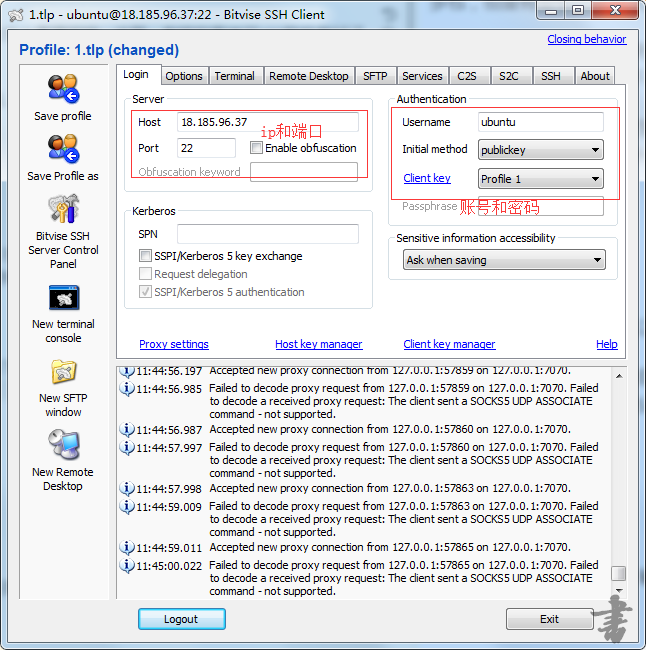 1.tlp - ubuntu@18.185.96.37:22 - Bitvise SSH Client
Profile: 1.tlp (changed)
Closing behavior
Save profile
Save Profile as
Bitvise SSH
Server Control
Panel
New terminal
console
New SFTP
window
New Remote
Desktop
Login Options Terminal Remote Desktop SFTP Services C2S S2C SSH About
Server
Host 18.185.96.37
ip和端口
Port 22 Enable obfuscation
Obfuscation keyword
Kerberos
SPN
SSPI/Kerberos 5 key exchange
Request delegation
SSPI/Kerberos 5 authentication
Authentication
Username ubuntu
Initial method publickey
Client key Profile 1
Passphrase
账号和密码
Sensitive information accessibility
Ask when saving
Proxy settings Host key manager Client key manager Help
11:44:56.197 Accepted new proxy connection from 127.0.0.1:57859 on 127.0.0.1:7070.
11:44:56.985 Failed to decode proxy request from 127.0.0.1:57859 on 127.0.0.1:7070. Failed
to decode a received proxy request: The client sent a SOCKS5 UDP ASSOCIATE
command - not supported.
11:44:56.987 Accepted new proxy connection from 127.0.0.1:57860 on 127.0.0.1:7070.
11:44:57.997 Failed to decode proxy request from 127.0.0.1:57860 on 127.0.0.1:7070. Failed
to decode a received proxy request: The client sent a SOCKS5 UDP ASSOCIATE
command - not supported.
11:44:57.998 Accepted new proxy connection from 127.0.0.1:57863 on 127.0.0.1:7070.
11:44:59.009 Failed to decode proxy request from 127.0.0.1:57863 on 127.0.0.1:7070. Failed
to decode a received proxy request: The client sent a SOCKS5 UDP ASSOCIATE
command - not supported.
11:44:59.011 Accepted new proxy connection from 127.0.0.1:57865 on 127.0.0.1:7070.
11:45:00.022 Failed to decode proxy request from 127.0.0.1:57865 on 127.0.0.1:7070. Failed
to decode a received proxy request: The client sent a SOCKS5 UDP ASSOCIATE
command - not supported.
Logout Exit
書